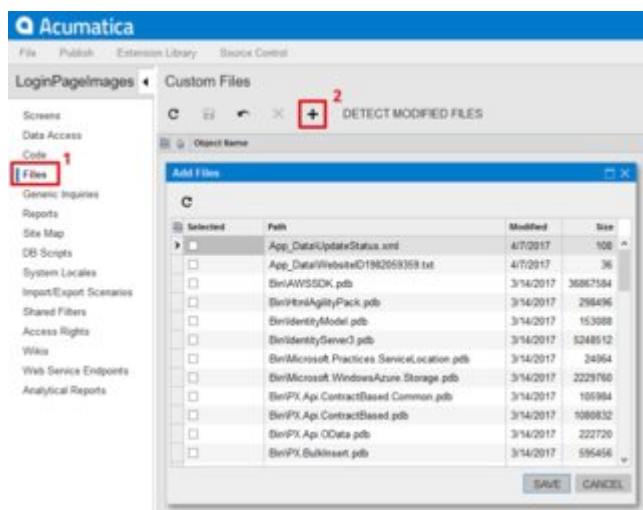 Acumatica
File Publish Extension Library Source Control
LoginPageImages
Custom Files
2
DETECT MODIFIED FILES
Object Name
Screens
Data Access
Code
1
Files
Generic Inquiries
Reports
Site Map
DB Scripts
System Locales
Import/Export Scenarios
Shared Filters
Access Rights
Wikis
Web Service Endpoints
Analytical Reports
Add Files
Selected Path Modified Size
App_Data\UpdateStatus.xml 4/7/2017 108
App_Data\WebsiteID1982059359.txt 4/7/2017 36
Bin\AWSSDK.pdb 3/14/2017 36867584
Bin\HtmlAgilityPack.pdb 3/14/2017 298496
Bin\IdentityModel.pdb 3/14/2017 153088
Bin\IdentityServer3.pdb 3/14/2017 5248512
Bin\Microsoft.Practices.ServiceLocation.pdb 3/14/2017 24064
Bin\Microsoft.WindowsAzure.Storage.pdb 3/14/2017 2229760
Bin\PX.Api.ContractBased.Common.pdb 3/14/2017 105984
Bin\PX.Api.ContractBased.pdb 3/14/2017 1080832
Bin\PX.Api.OData.pdb 3/14/2017 222720
Bin\PX.BulkInsert.pdb 3/14/2017 595456
SAVE CANCEL